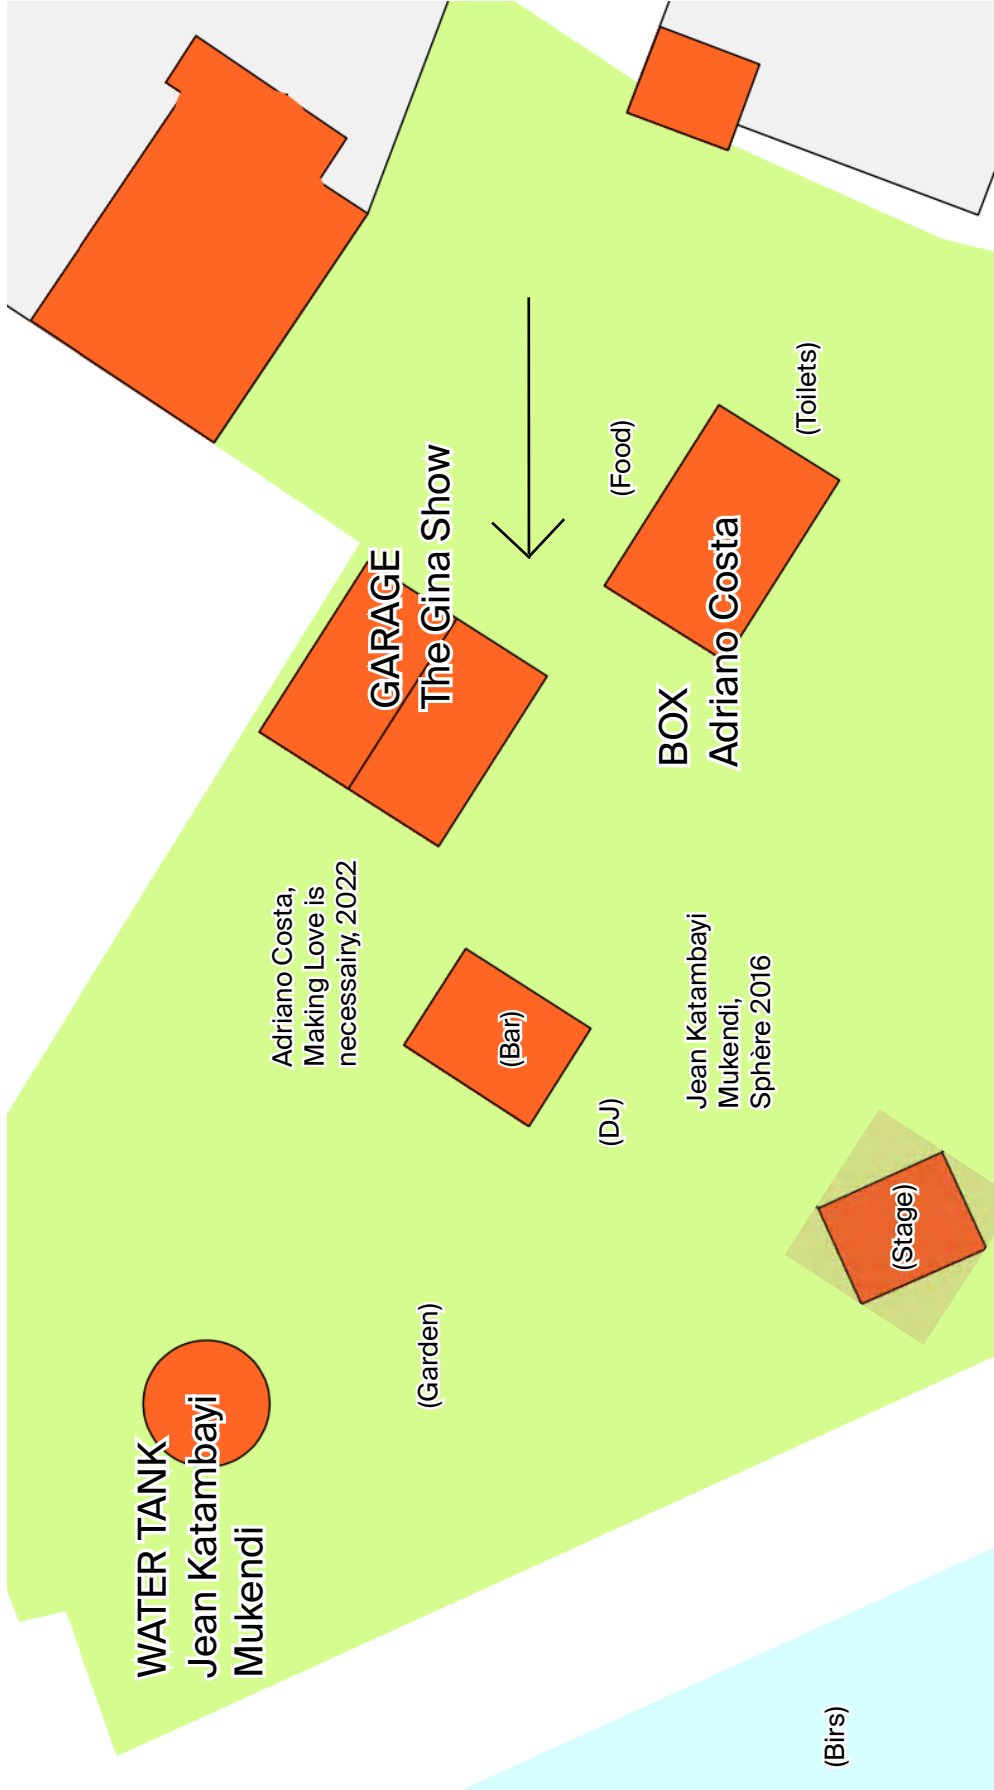 WATER TANK
Jean Katambayi
Mukendi
Adriano Costa,
Making Love is
necessairy, 2022
GARAGE
The Gina Show
(Garden)
(Bar)
(DJ)
(Food)
BOX
Adriano Costa
Jean Katambayi
Mukendi,
Sphère 2016
(Toilets)
(Stage)
(Birs)